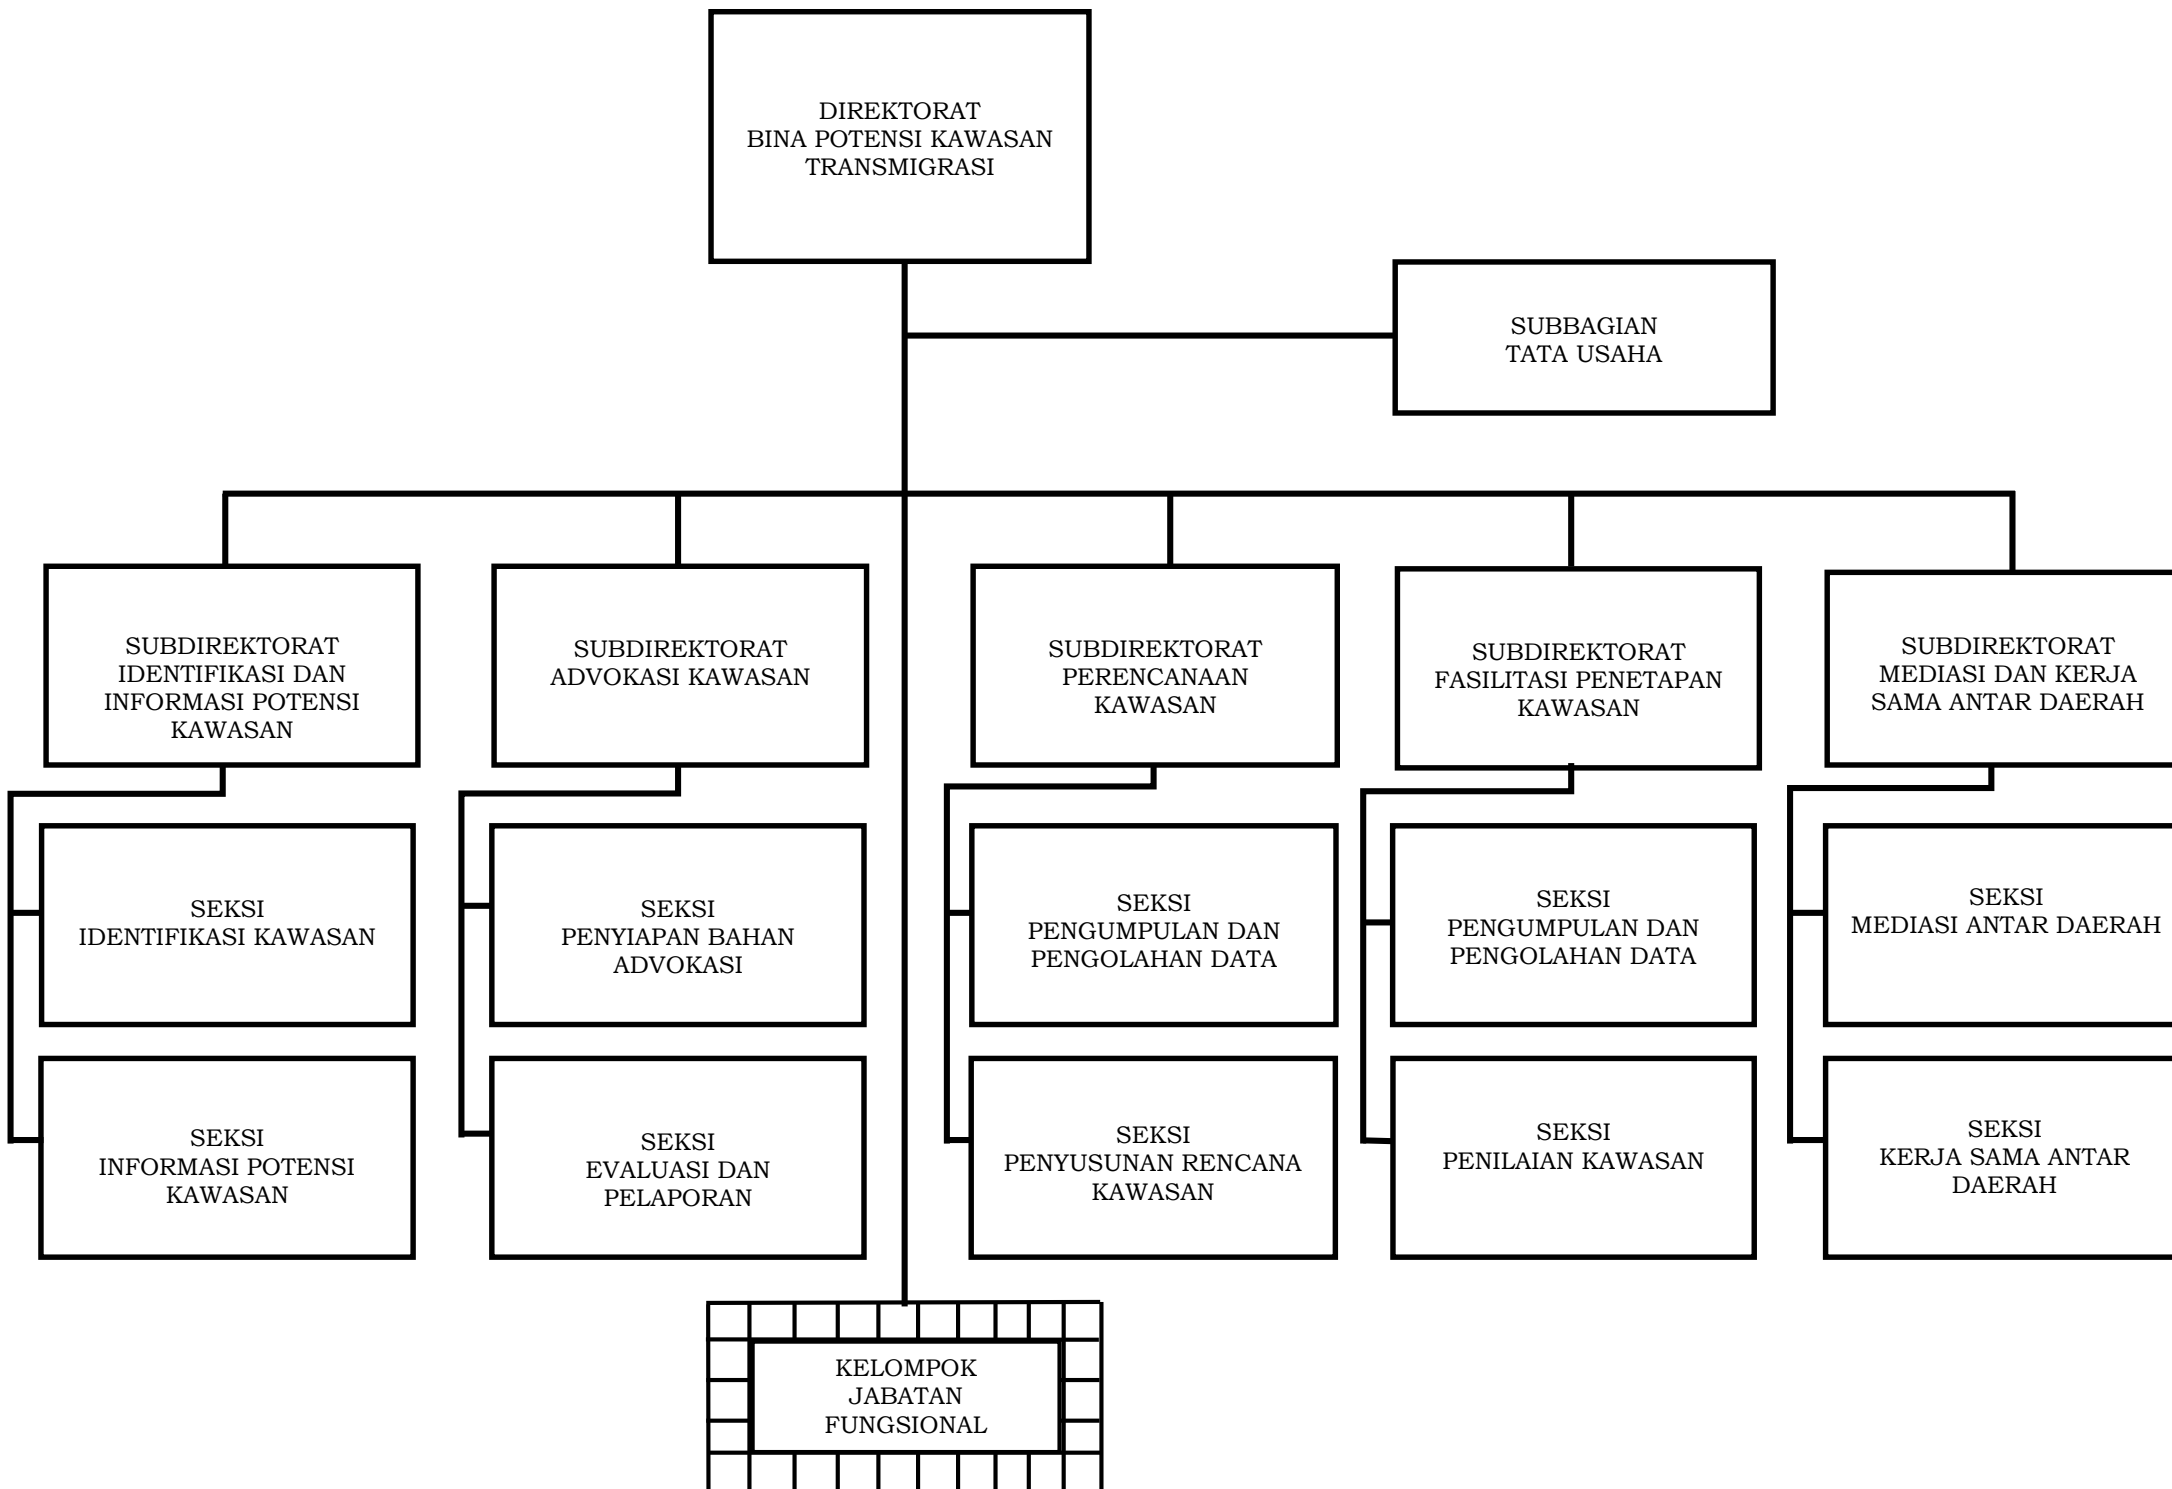 DIREKTORAT
BINA POTENSI KAWASAN
TRANSMIGRASI
SUBBAGIAN
TATA USAHA
SUBDIREKTORAT
IDENTIFIKASI DAN
INFORMASI POTENSI
KAWASAN
SUBDIREKTORAT
ADVOKASI KAWASAN
SUBDIREKTORAT
PERENCANAAN
KAWASAN
SUBDIREKTORAT
FASILITASI PENETAPAN
KAWASAN
SUBDIREKTORAT
MEDIASI DAN KERJA
SAMA ANTAR DAERAH
SEKSI
IDENTIFIKASI KAWASAN
SEKSI
PENYIAPAN BAHAN
ADVOKASI
SEKSI
PENGUMPULAN DAN
PENGOLAHAN DATA
SEKSI
PENGUMPULAN DAN
PENGOLAHAN DATA
SEKSI
MEDIASI ANTAR DAERAH
SEKSI
INFORMASI POTENSI
KAWASAN
SEKSI
EVALUASI DAN
PELAPORAN
SEKSI
PENYUSUNAN RENCANA
KAWASAN
SEKSI
PENILAIAN KAWASAN
SEKSI
KERJA SAMA ANTAR
DAERAH
KELOMPOK
JABATAN
FUNGSIONAL